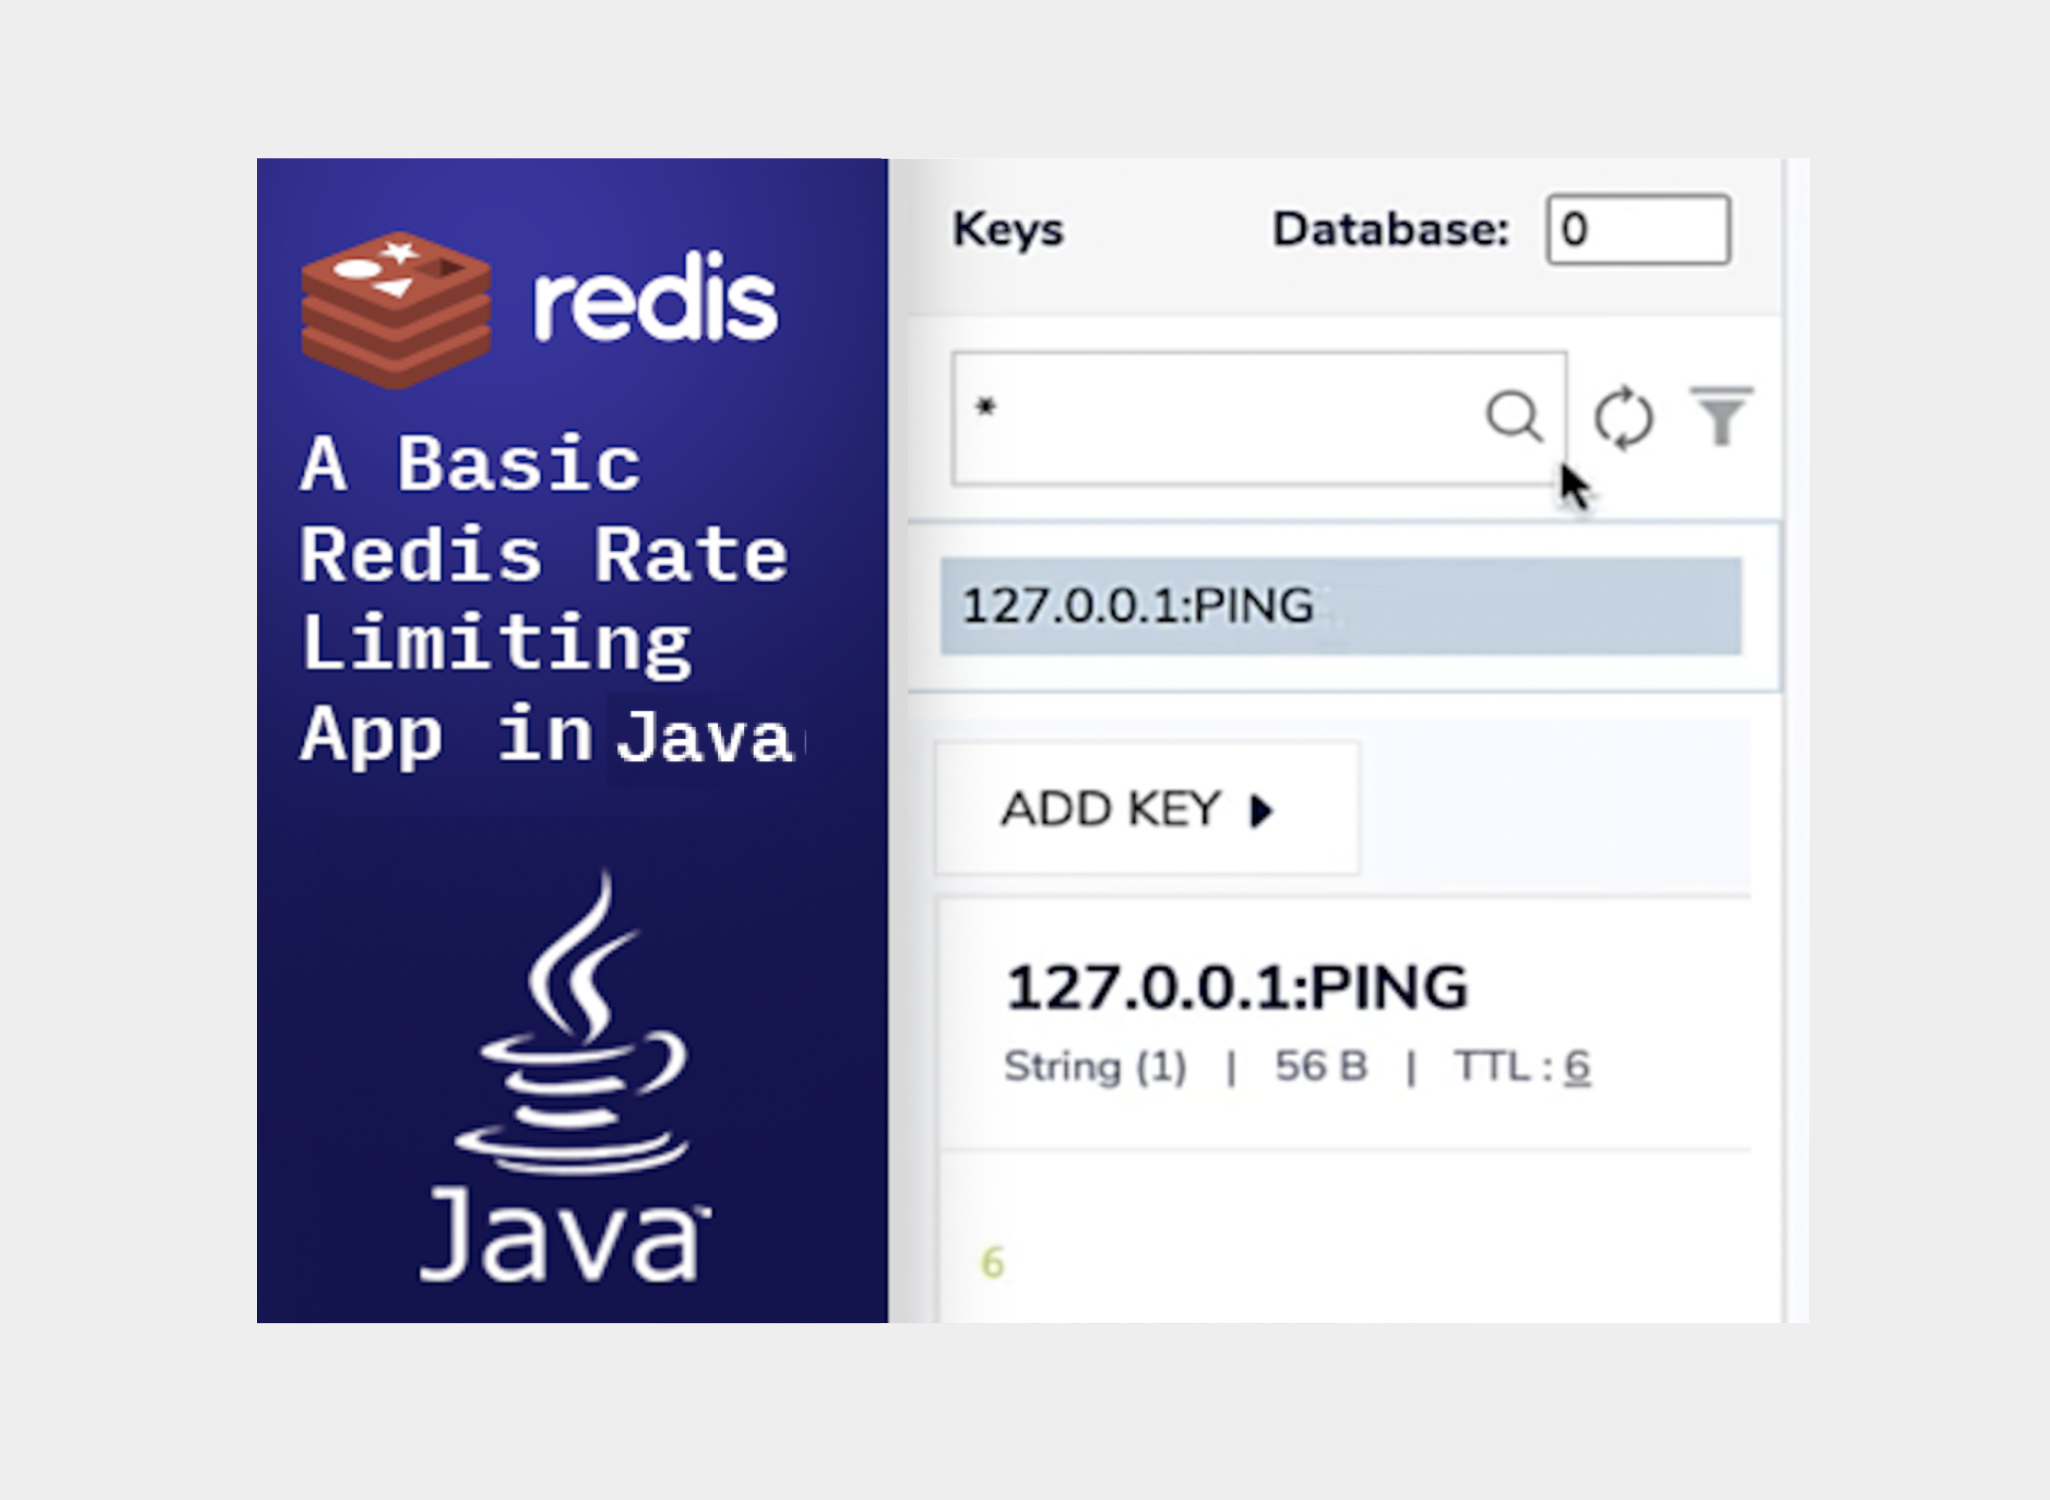 redis
A Basic
Redis Rate
Limiting
App in Java
Java
Keys Database: 0
*
127.0.0.1:PING
ADD KEY
127.0.0.1:PING
String (1) | 56 B | TTL : 6
6